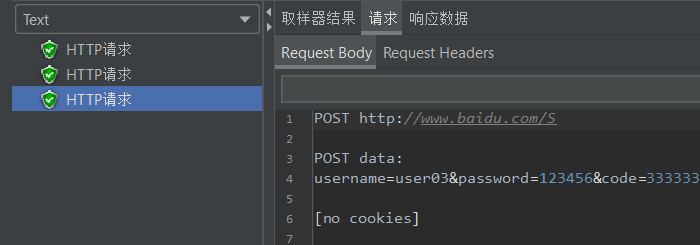 Text
HTTP请求
HTTP请求
HTTP请求
取样器结果 请求 响应数据
Request Body Request Headers
1 POST http://www.baidu.com/S
2
3 POST data:
4 username=user03&password=123456&code=333333
5
6 [no cookies]
7